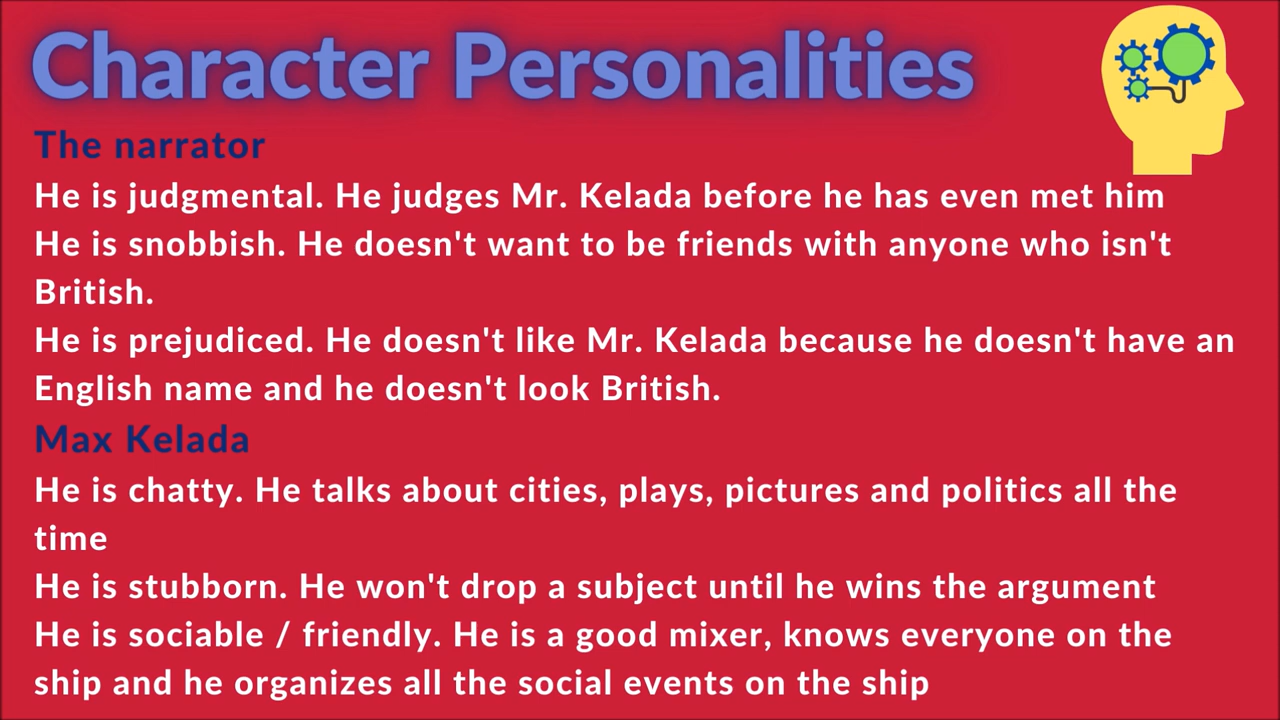 Character Personalities
The narrator
He is judgmental. He judges Mr. Kelada before he has even met him
He is snobbish. He doesn't want to be friends with anyone who isn't
British.
He is prejudiced. He doesn't like Mr. Kelada because he doesn't have an
English name and he doesn't look British.
Max Kelada
He is chatty. He talks about cities, plays, pictures and politics all the
time
He is stubborn. He won't drop a subject until he wins the argument
He is sociable / friendly. He is a good mixer, knows everyone on the
ship and he organizes all the social events on the ship